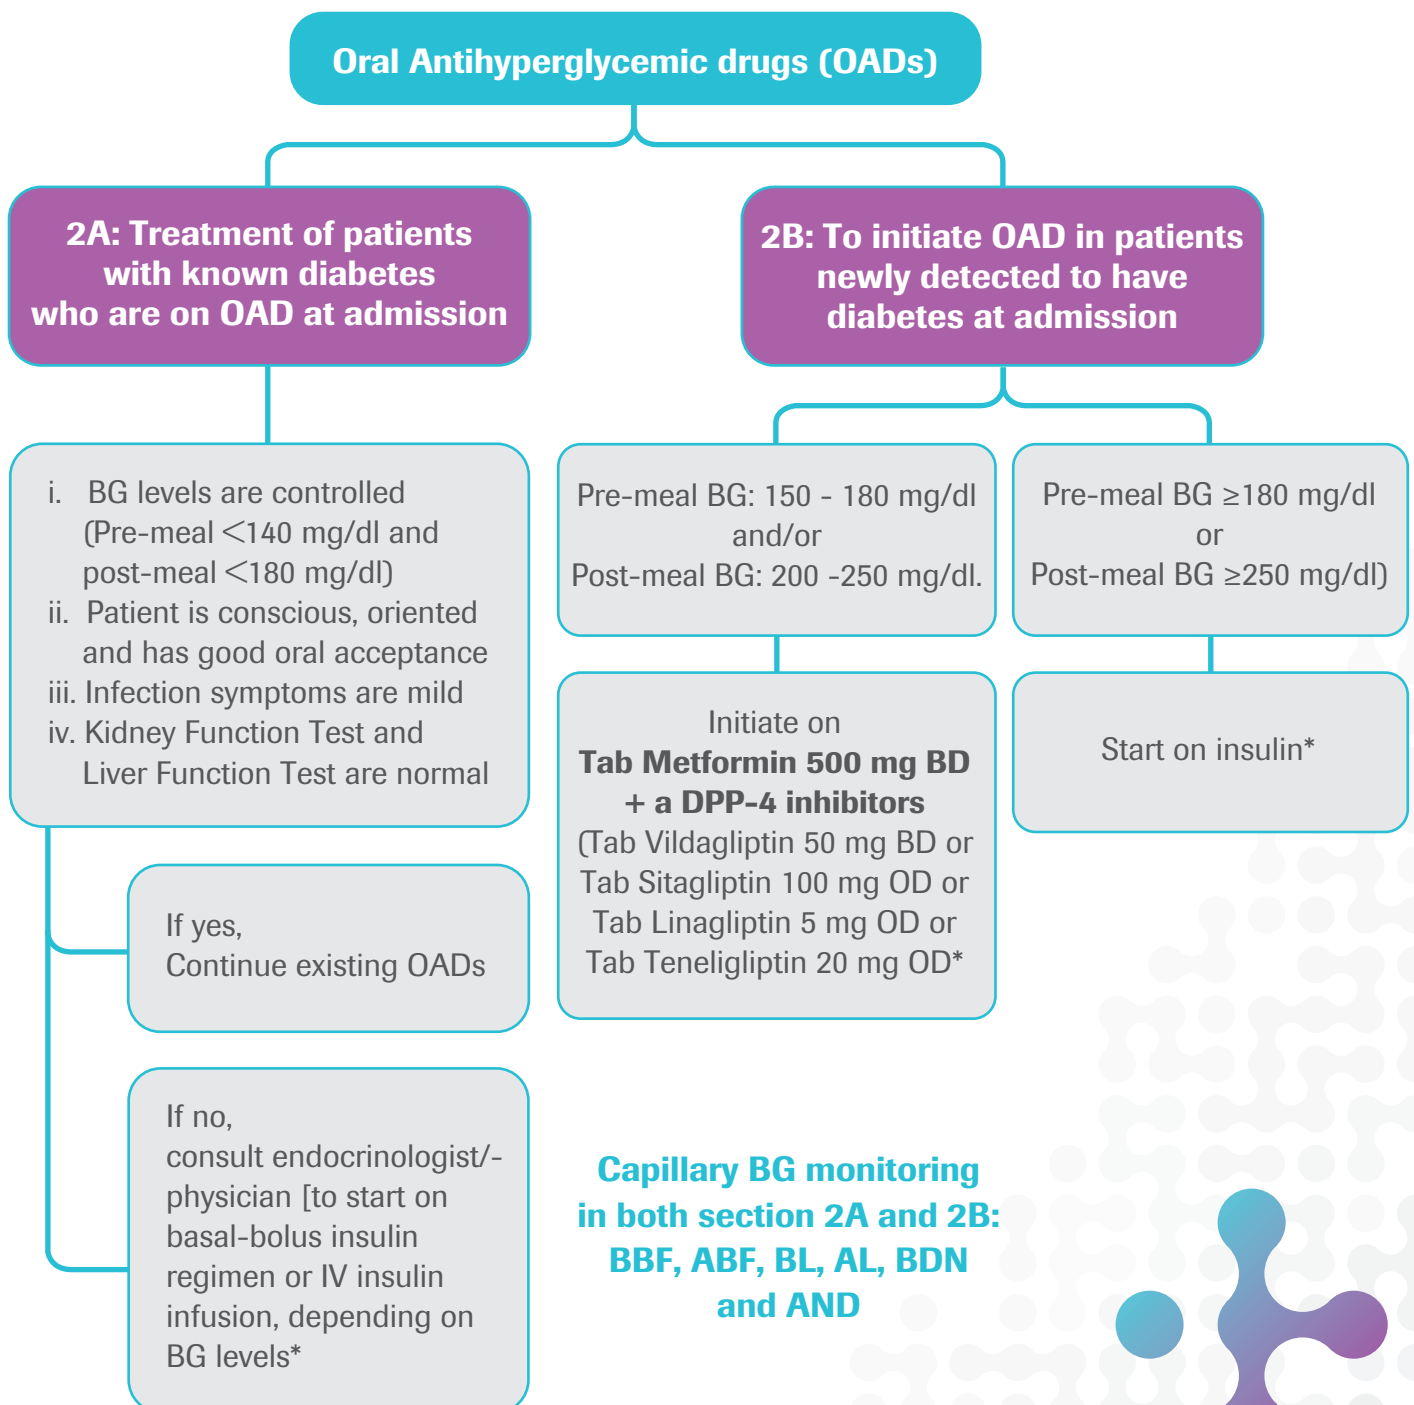 Oral Antihyperglycemic drugs (OADs)
2A: Treatment of patients
with known diabetes
who are on OAD at admission
i. BG levels are controlled
(Pre-meal <140 mg/dl and
post-meal <180 mg/dl)
ii. Patient is conscious, oriented
and has good oral acceptance
iii. Infection symptoms are mild
iv. Kidney Function Test and
Liver Function Test are normal
If yes,
Continue existing OADs
If no,
consult endocrinologist/-
physician [to start on
basal-bolus insulin
regimen or IV insulin
infusion, depending on
BG levels*
2B: To initiate OAD in patients
newly detected to have
diabetes at admission
Pre-meal BG: 150 - 180 mg/dl
and/or
Post-meal BG: 200 -250 mg/dl.
Initiate on
Tab Metformin 500 mg BD
+ a DPP-4 inhibitors
(Tab Vildagliptin 50 mg BD or
Tab Sitagliptin 100 mg OD or
Tab Linagliptin 5 mg OD or
Tab Teneligliptin 20 mg OD*
Pre-meal BG ≥180 mg/dl
or
Post-meal BG ≥250 mg/dl)
Start on insulin*
Capillary BG monitoring
in both section 2A and 2B:
BBF, ABF, BL, AL, BDN
and AND